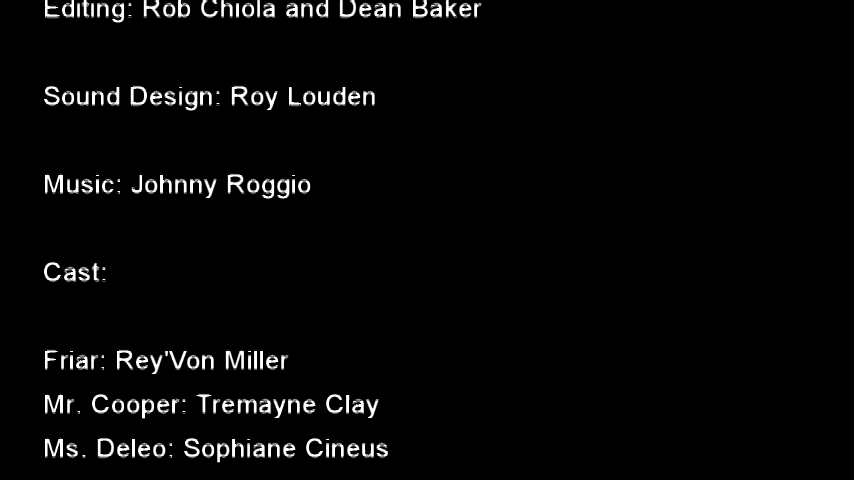 Editing: Rob Chiola and Dean Baker
Sound Design: Roy Louden
Music: Johnny Roggio
Cast:
Friar: Rey'Von Miller
Mr. Cooper: Tremayne Clay
Ms. Deleo: Sophiane Cineus